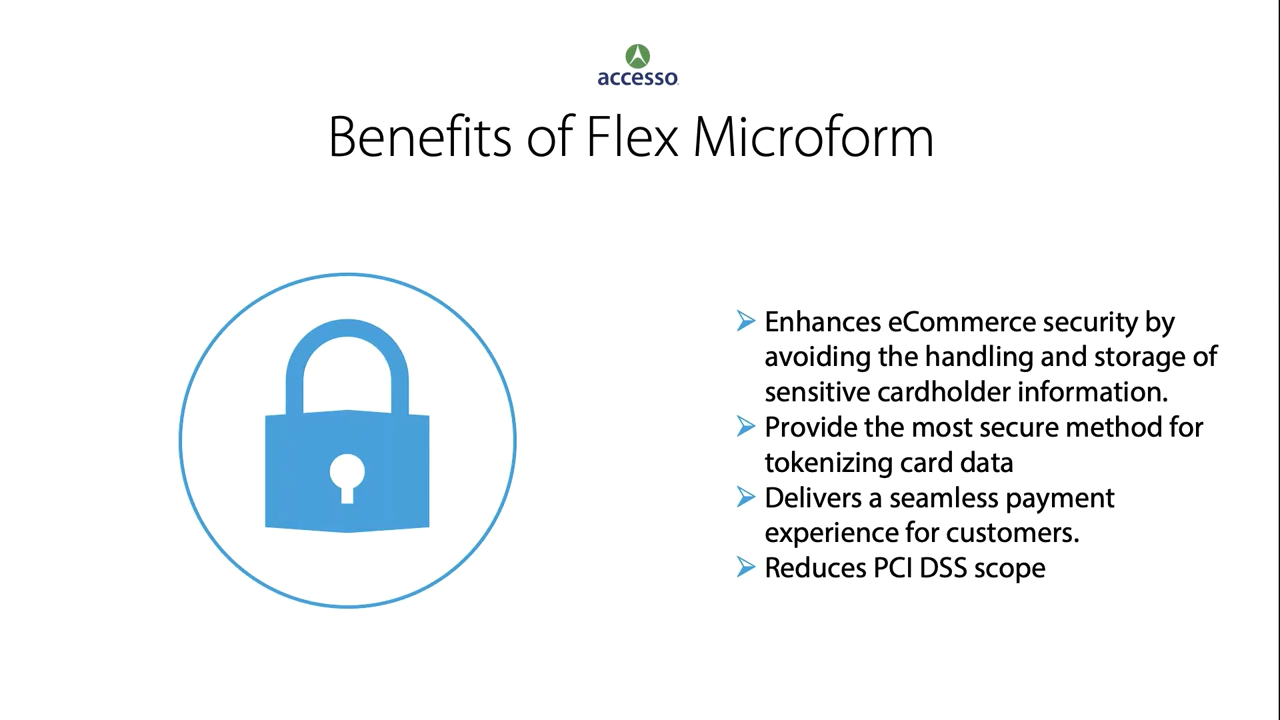 accesso
Benefits of Flex Microform
Enhances eCommerce security by
avoiding the handling and storage of
sensitive cardholder information.
Provide the most secure method for
tokenizing card data
Delivers a seamless payment
experience for customers.
Reduces PCI DSS scope